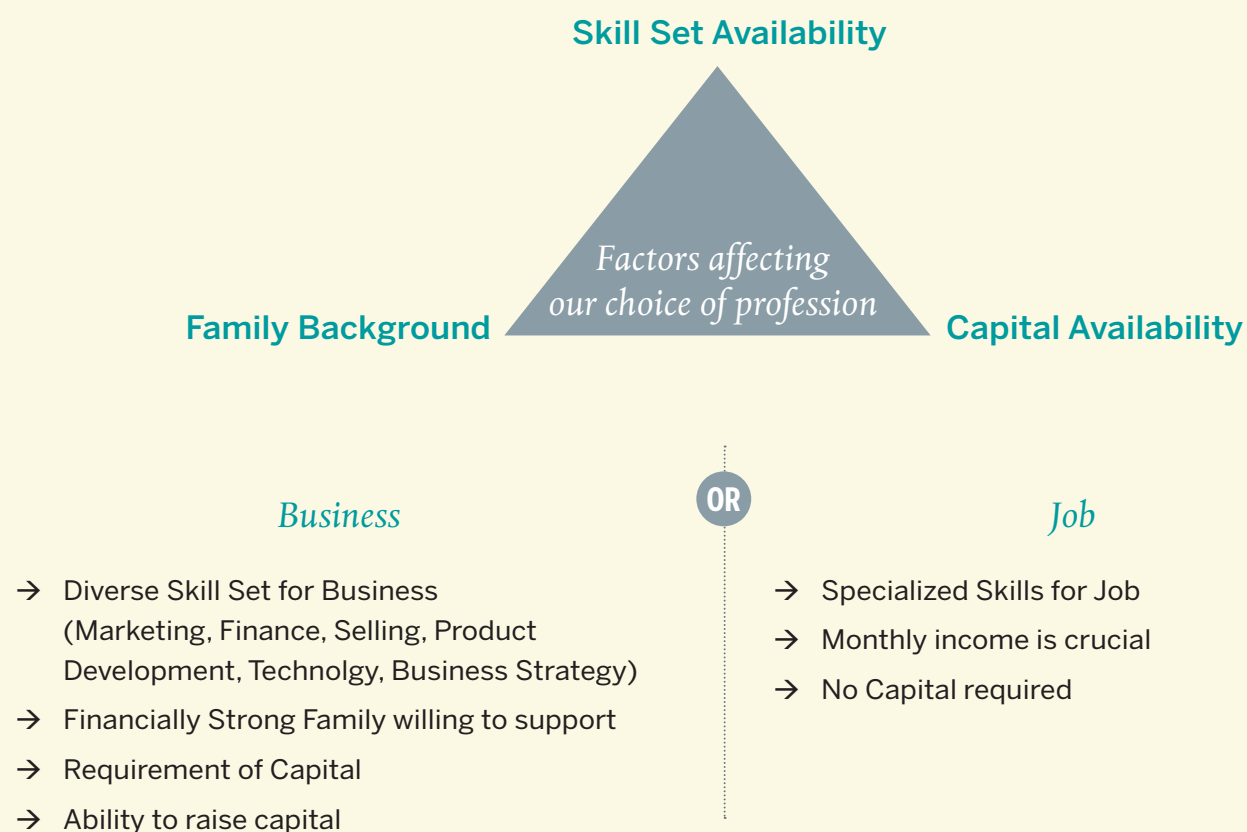 Skill Set Availability
Factors affecting
our choice of profession
Family Background
Capital Availability
OR
Business
→ Diverse Skill Set for Business
(Marketing, Finance, Selling, Product
Development, Technolgy, Business Strategy)
→ Financially Strong Family willing to support
→ Requirement of Capital
→ Ability to raise capital
Job
→ Specialized Skills for Job
→ Monthly income is crucial
→ No Capital required